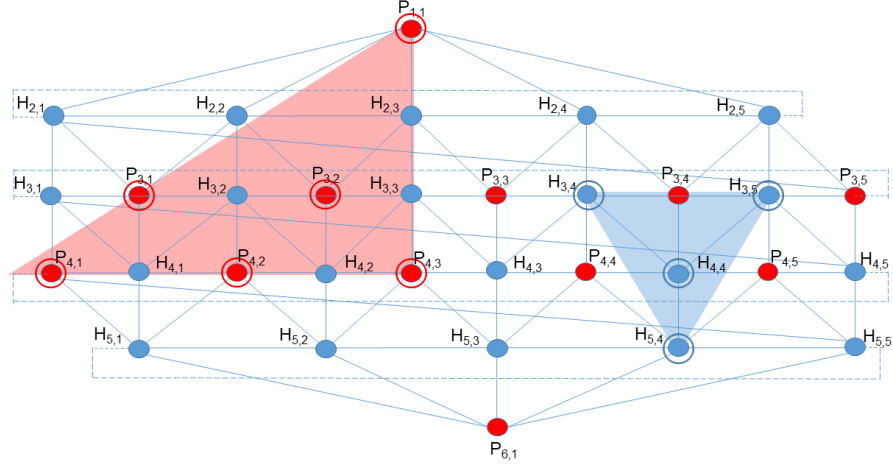 P1,1
H2,1 H2,2 H2,3 H2,4 H2,5
H3,1 P3,1 H3,2 P3,2 H3,3 P3,3 H3,4 P3,4 H3,5 P3,5
P4,1 H4,1 P4,2 H4,2 P4,3 H4,3 P4,4 H4,4 P4,5 H4,5
H5,1 H5,2 H5,3 H5,4 H5,5
P6,1